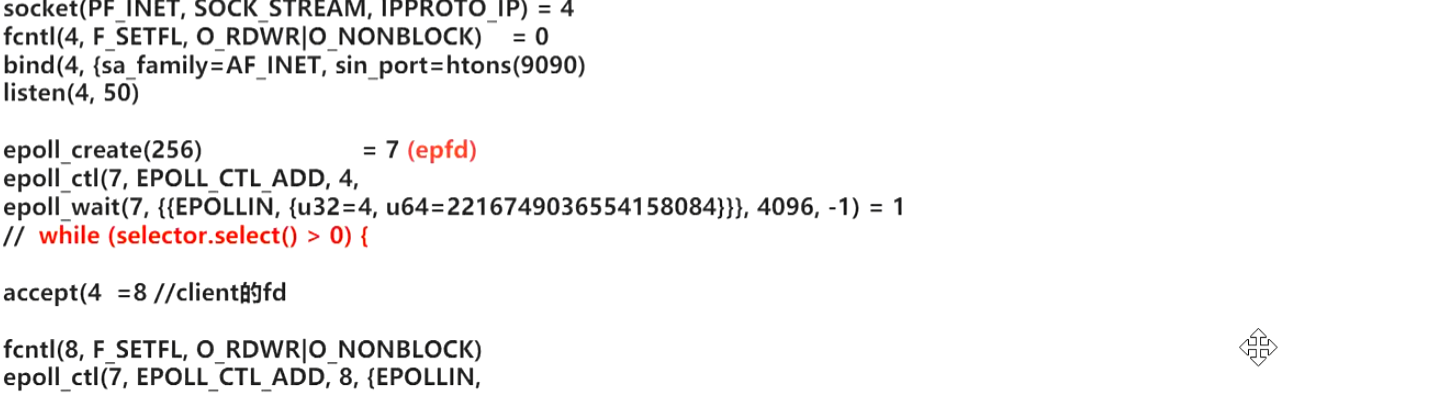 socket(PF_INET, SOCK_STREAM, IPPROTO_IP) = 4
fcntl(4, F_SETFL, O_RDWR|O_NONBLOCK) = 0
bind(4, {sa_family=AF_INET, sin_port=htons(9090)
listen(4, 50)
epoll_create(256) = 7 (epfd)
epoll_ctl(7, EPOLL_CTL_ADD, 4,
epoll_wait(7, {{EPOLLIN, {u32=4, u64=2216749036554158084}}}, 4096, -1) = 1
// while (selector.select() > 0) {
accept(4 =8 //client的fd
fcntl(8, F_SETFL, O_RDWR|O_NONBLOCK)
epoll_ctl(7, EPOLL_CTL_ADD, 8, {EPOLLIN,